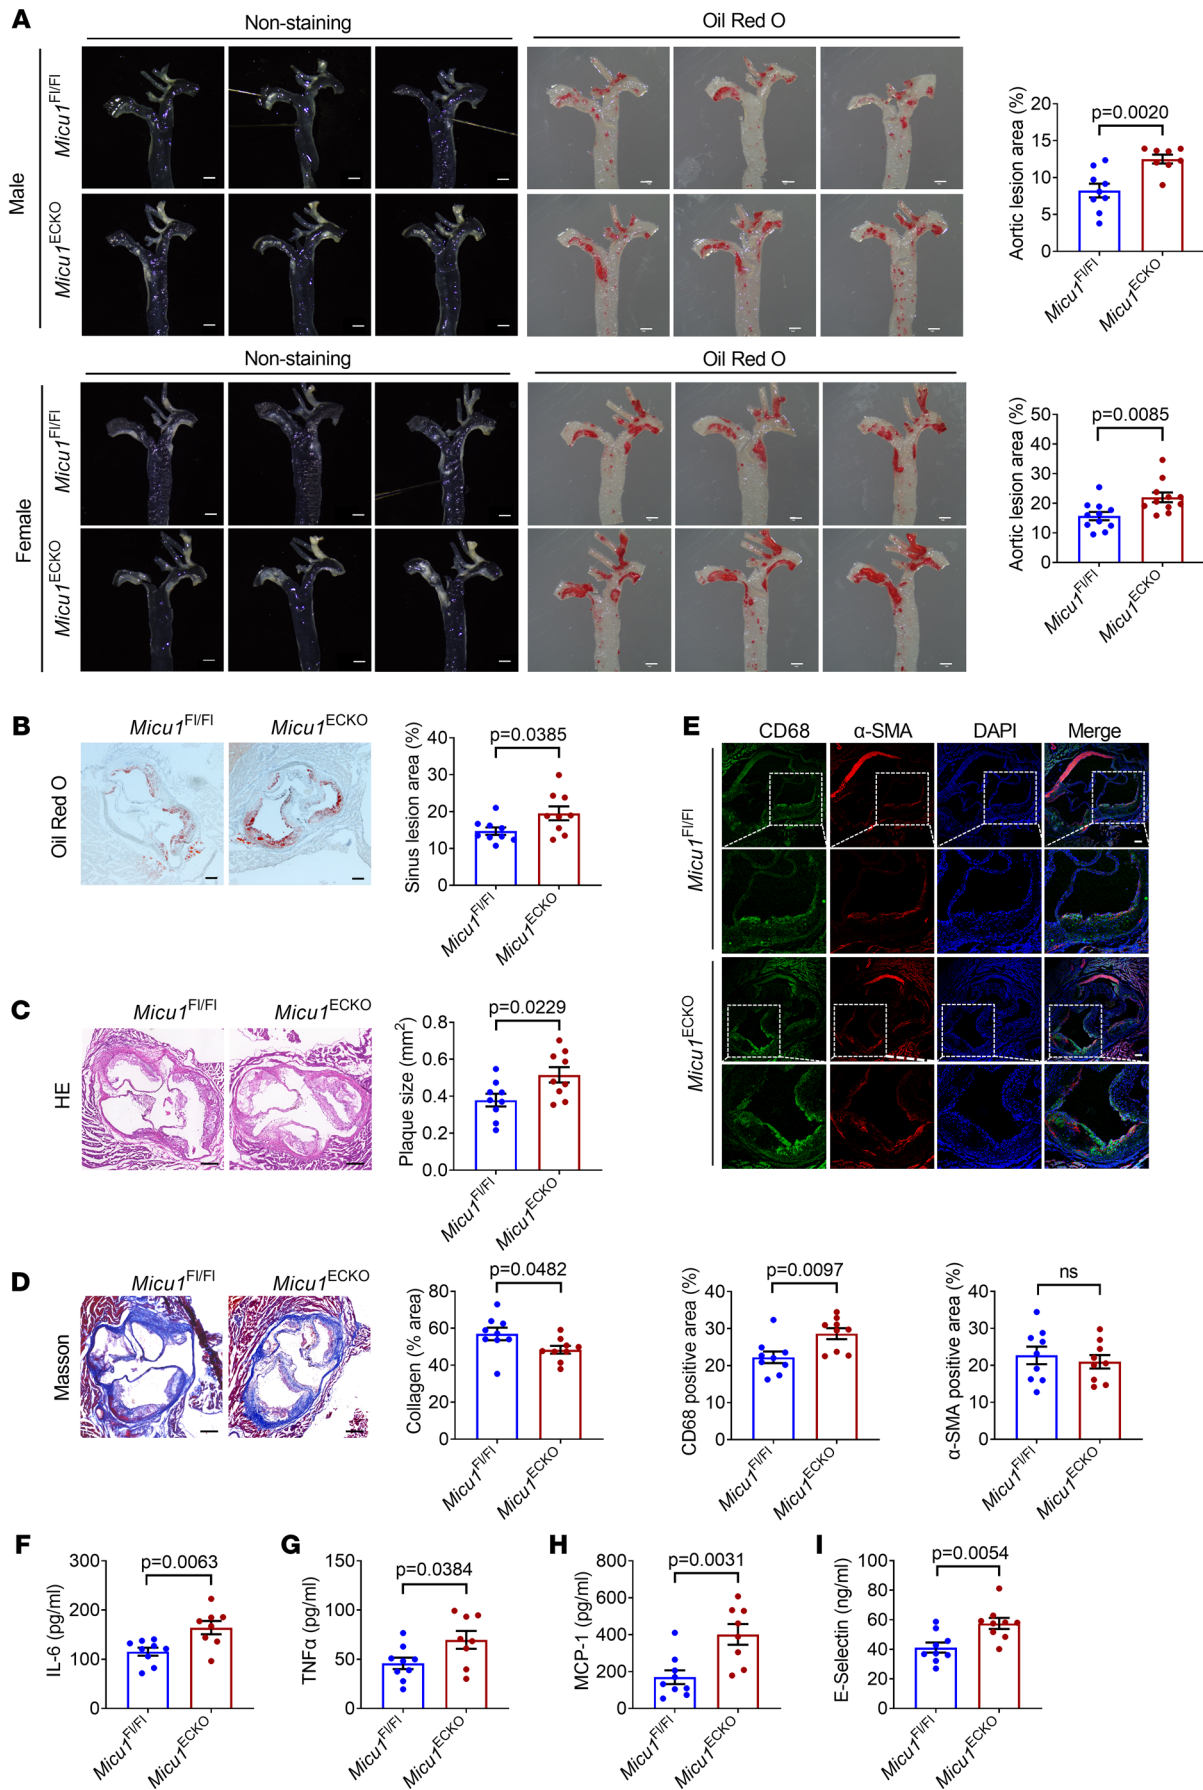 A
Non-staining
Oil Red O
Male
Micu1Fl/Fl
Micu1ECKO
Aortic lesion area (%)
20
15
10
5
0
p=0.0020
Micu1Fl/Fl
Micu1ECKO
Non-staining
Oil Red O
Female
Micu1Fl/Fl
Micu1ECKO
Aortic lesion area (%)
50
40
30
20
10
0
p=0.0085
Micu1Fl/Fl
Micu1ECKO
B
Micu1Fl/Fl
Micu1ECKO
Oil Red O
Sinus lesion area (%)
40
30
20
10
0
p=0.0385
Micu1Fl/Fl
Micu1ECKO
C
Micu1Fl/Fl
Micu1ECKO
HE
Plaque size (mm2)
0.8
0.6
0.4
0.2
0.0
p=0.0229
Micu1Fl/Fl
Micu1ECKO
D
Micu1Fl/Fl
Micu1ECKO
Masson
Collagen (% area)
80
60
40
20
0
p=0.0482
Micu1Fl/Fl
Micu1ECKO
E
CD68
α-SMA
DAPI
Merge
Micu1Fl/Fl
Micu1ECKO
CD68 positive area (%)
40
30
20
10
0
p=0.0097
Micu1Fl/Fl
Micu1ECKO
α-SMA positive area (%)
40
30
20
10
0
ns
Micu1Fl/Fl
Micu1ECKO
F
IL-6 (pg/ml)
300
200
100
0
p=0.0063
Micu1Fl/Fl
Micu1ECKO
G
TNFα (pg/ml)
150
100
50
0
p=0.0384
Micu1Fl/Fl
Micu1ECKO
H
MCP-1 (pg/ml)
800
600
400
200
0
p=0.0031
Micu1Fl/Fl
Micu1ECKO
I
E-Selectin (ng/ml)
100
80
60
40
20
0
p=0.0054
Micu1Fl/Fl
Micu1ECKO